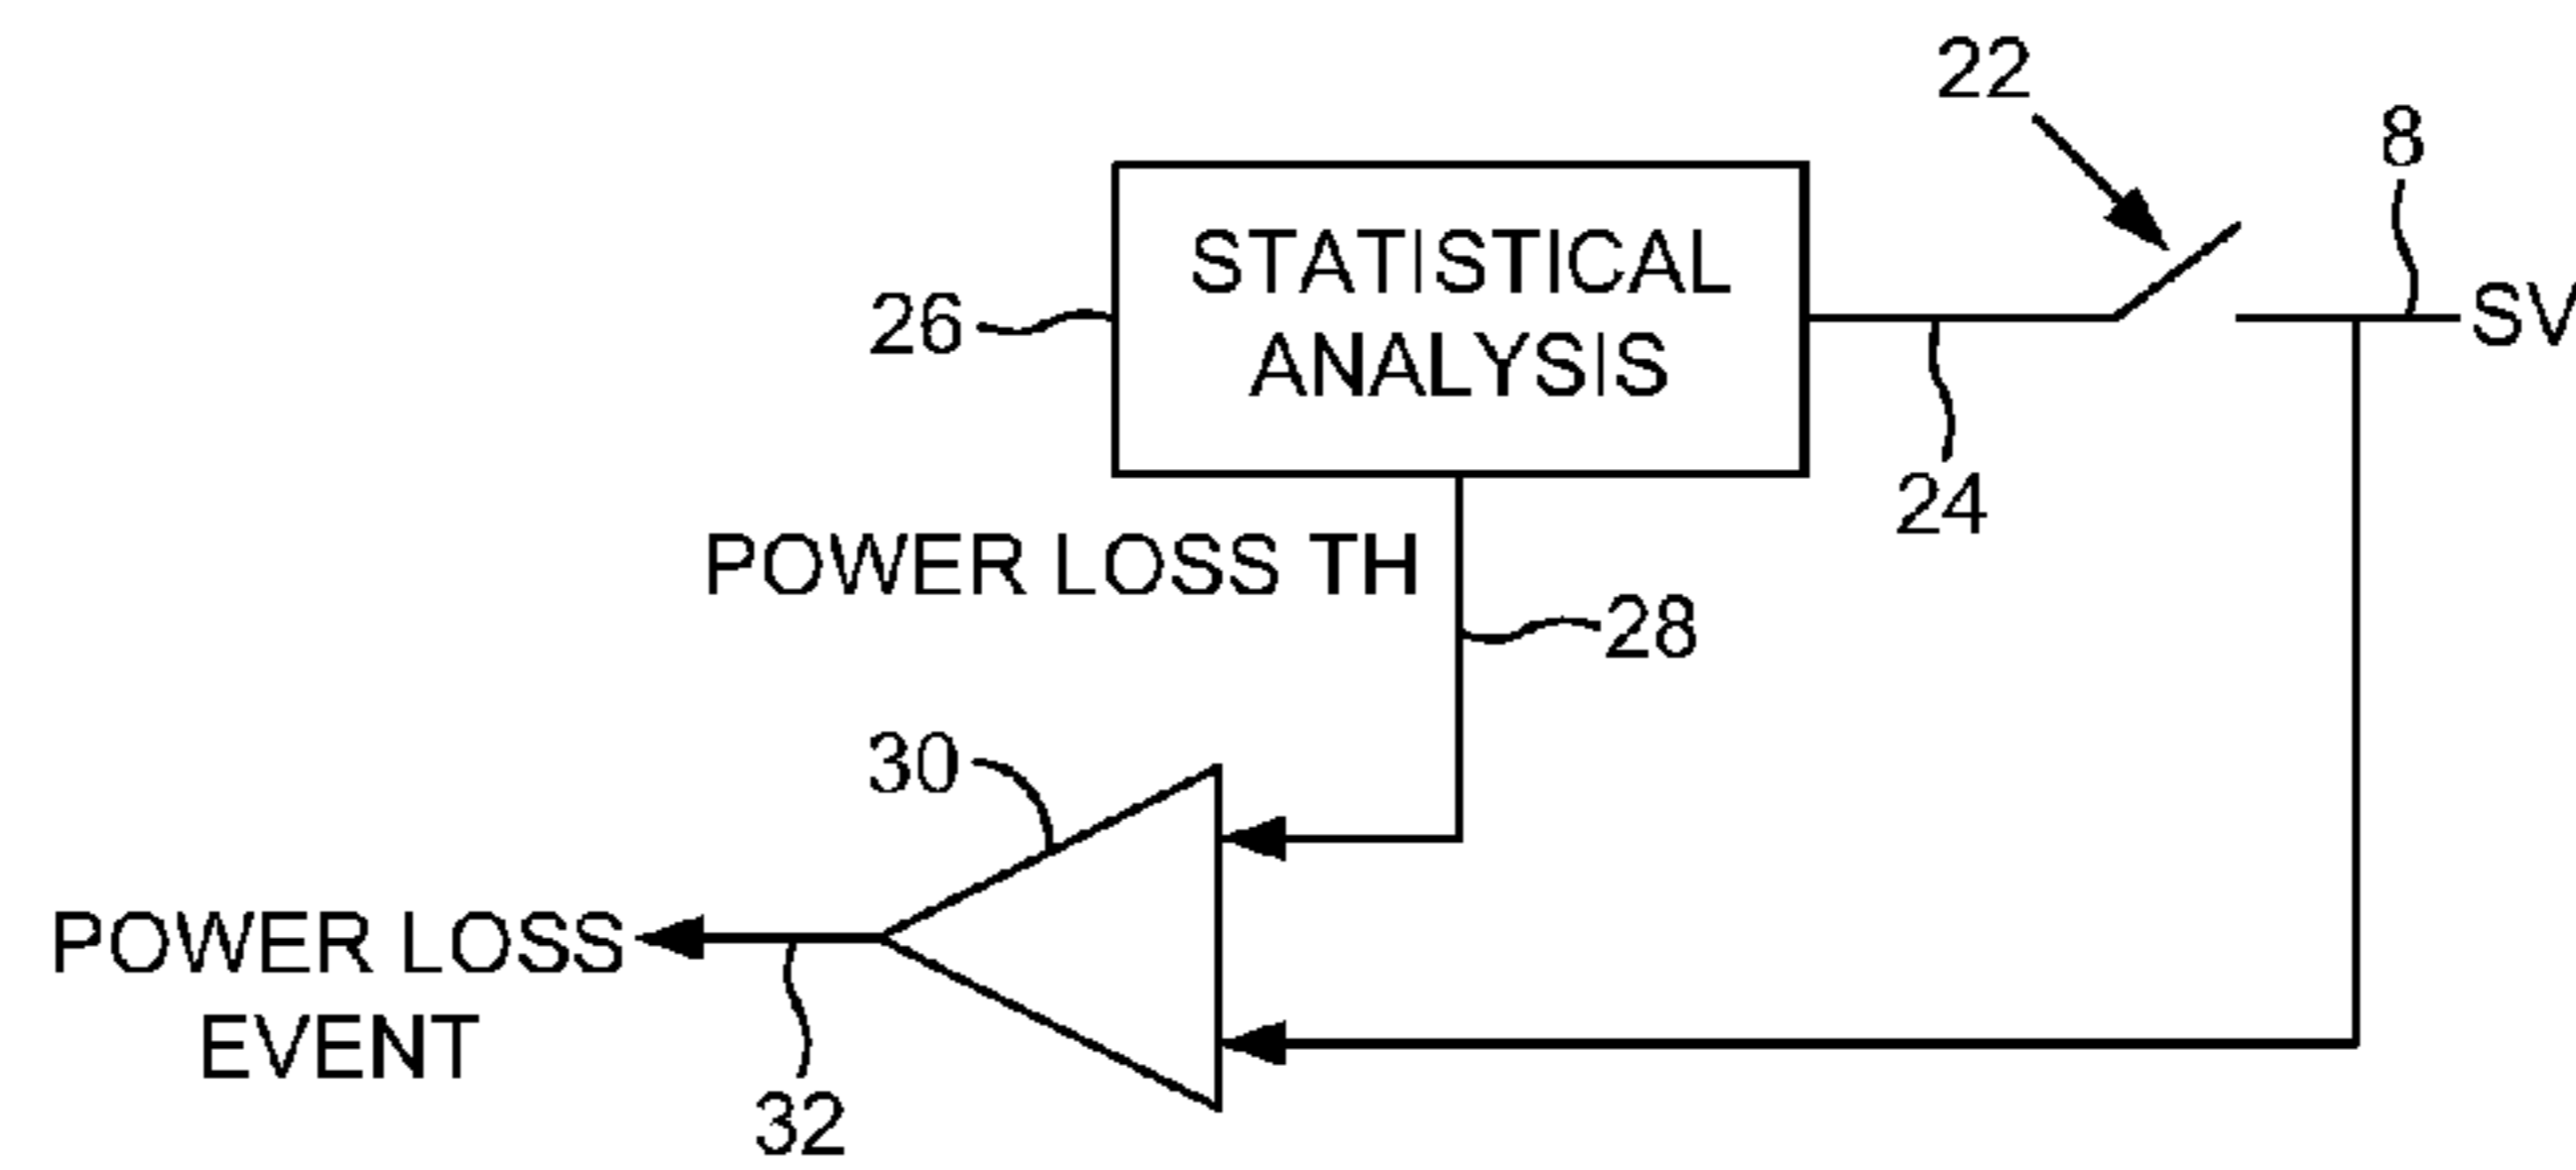 22
8
STATISTICAL
ANALYSIS
26
SV
24
POWER LOSS TH
28
30
POWER LOSS
EVENT
32